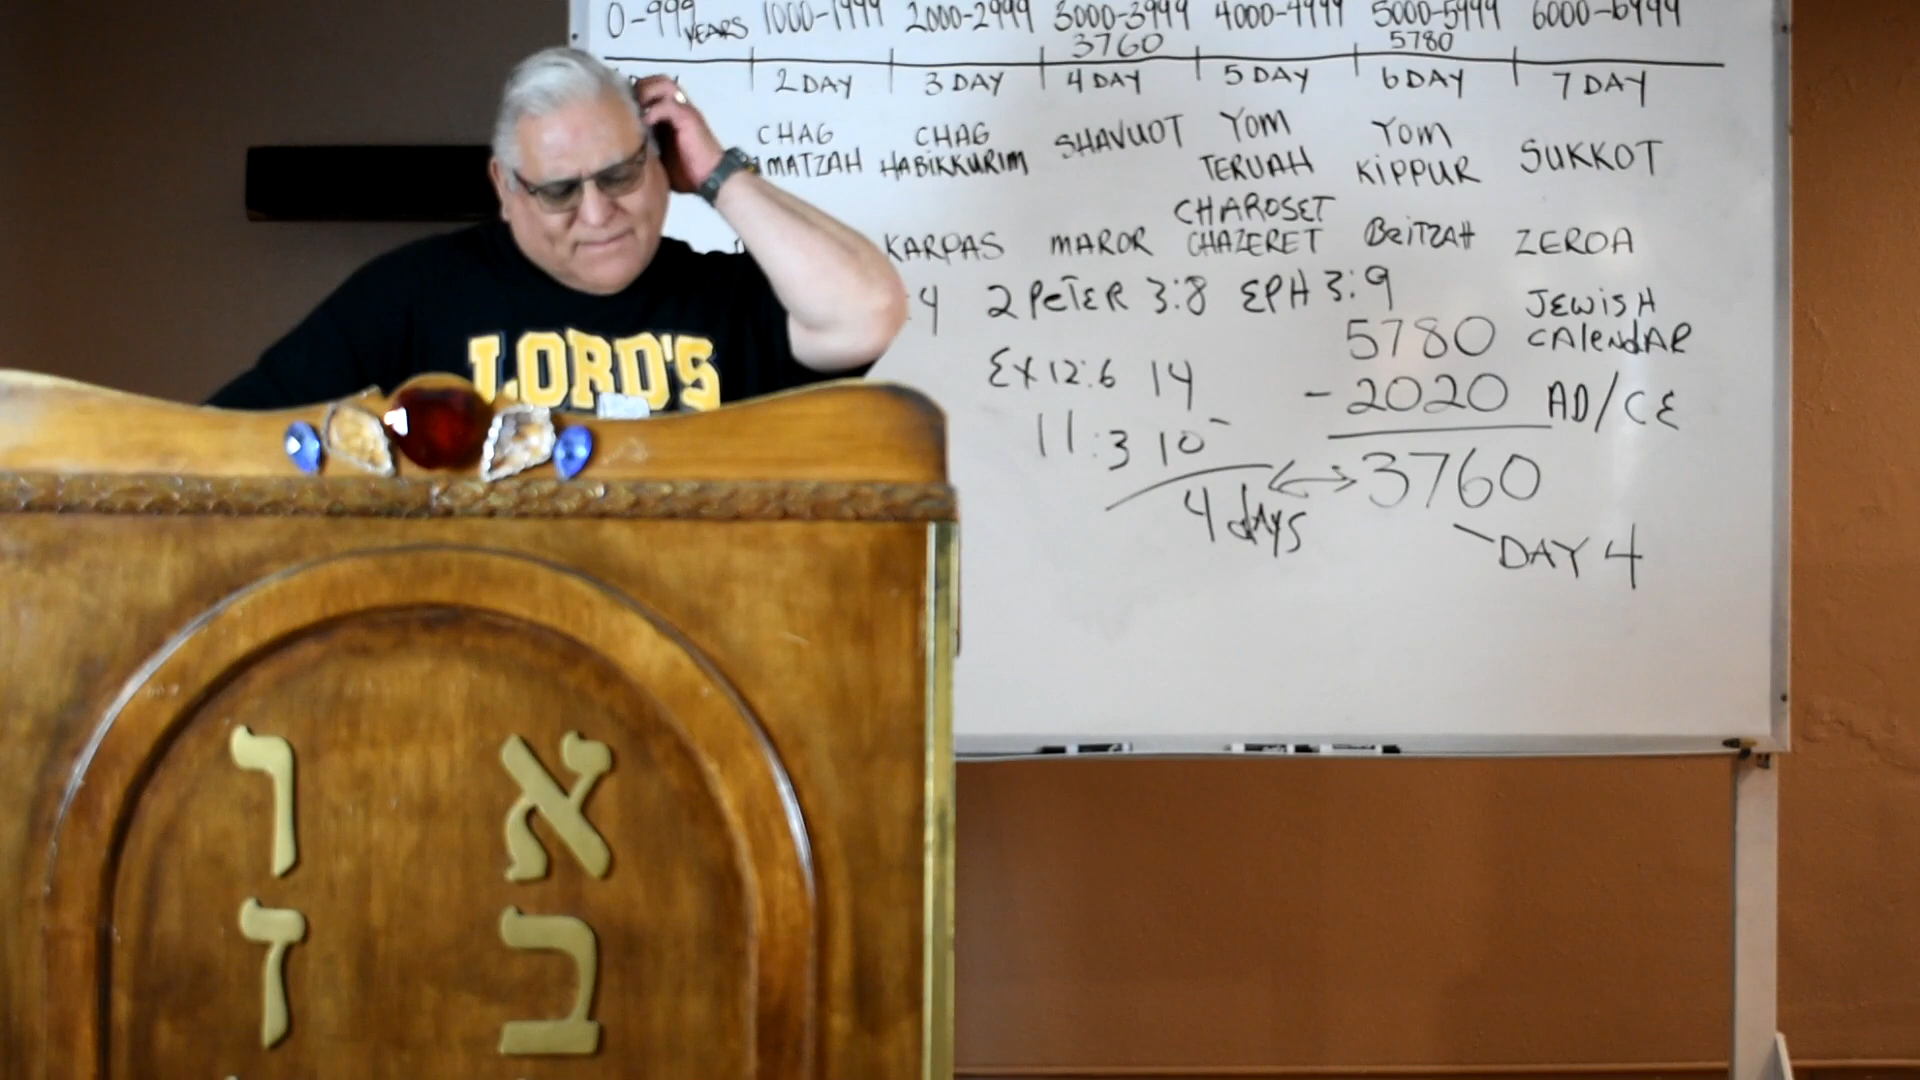 0-999 YEARS 1000-1999 2000-2999 3000-3999 4000-4999 5000-5999 6000-6999
3760 5780
2 DAY 3 DAY 4 DAY 5 DAY 6 DAY 7 DAY
CHAG CHAG SHAVUOT YOM YOM SUKKOT
MATZAH HABIKKURIM TERUAH KIPPUR
CHAROSET
KARPAS MAROR CHAZERET BEITZAH ZEROA
:4 2 PETER 3:8 EPH 3:9 JEWISH
5780 CALENDAR
EX 12:6 14 - 2020 AD/CE
11:3 10 -
4 days 3760
DAY 4
LORD'S
ו א
ז ב